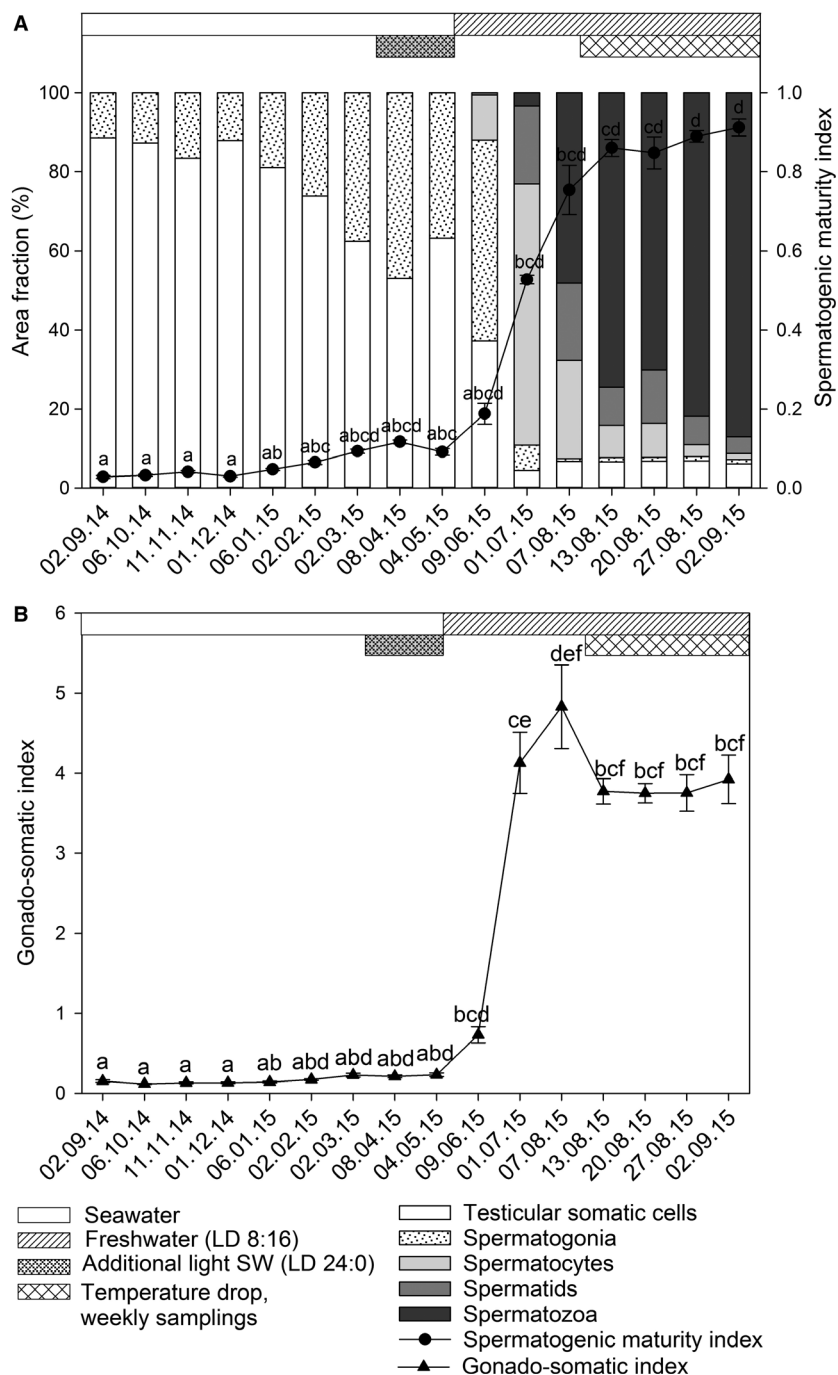 A
Area fraction (%)
100
80
60
40
20
0
Spermatogenic maturity index
1.0
0.8
0.6
0.4
0.2
0.0
a a a a ab abc abcd abcd abc abcd bcd bcd cd cd d d
02.09.14 06.10.14 11.11.14 01.12.14 06.01.15 02.02.15 02.03.15 08.04.15 04.05.15 09.06.15 01.07.15 07.08.15 13.08.15 20.08.15 27.08.15 02.09.15
B
Gonado-somatic index
6
5
4
3
2
1
0
a a a a ab abd abd abd abd bcd ce def bcf bcf bcf bcf
02.09.14 06.10.14 11.11.14 01.12.14 06.01.15 02.02.15 02.03.15 08.04.15 04.05.15 09.06.15 01.07.15 07.08.15 13.08.15 20.08.15 27.08.15 02.09.15
Seawater
Freshwater (LD 8:16)
Additional light SW (LD 24:0)
Temperature drop,
weekly samplings
Testicular somatic cells
Spermatogonia
Spermatocytes
Spermatids
Spermatozoa
Spermatogenic maturity index
Gonado-somatic index